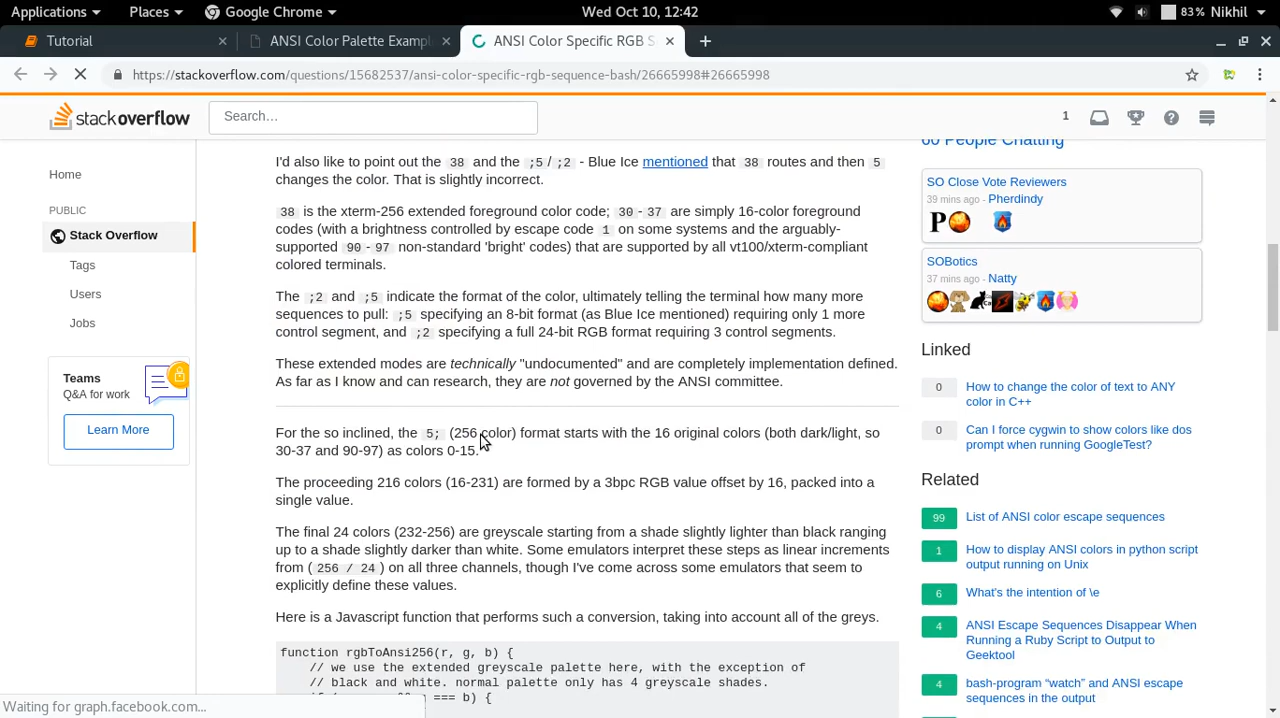 Applications Places Google Chrome Wed Oct 10, 12:42 83% Nikhil
Tutorial ANSI Color Palette Exampl ANSI Color Specific RGB S
https://stackoverflow.com/questions/15682537/ansi-color-specific-rgb-sequence-bash/26665998#26665998
stackoverflow Search… 1
Home
PUBLIC
Stack Overflow
Tags
Users
Jobs
Teams
Q&A for work
Learn More
I'd also like to point out the 38 and the ;5 / ;2 - Blue Ice mentioned that 38 routes and then 5
changes the color. That is slightly incorrect.
38 is the xterm-256 extended foreground color code; 30 - 37 are simply 16-color foreground
codes (with a brightness controlled by escape code 1 on some systems and the arguably-
supported 90 - 97 non-standard 'bright' codes) that are supported by all vt100/xterm-compliant
colored terminals.
The ;2 and ;5 indicate the format of the color, ultimately telling the terminal how many more
sequences to pull: ;5 specifying an 8-bit format (as Blue Ice mentioned) requiring only 1 more
control segment, and ;2 specifying a full 24-bit RGB format requiring 3 control segments.
These extended modes are technically "undocumented" and are completely implementation defined.
As far as I know and can research, they are not governed by the ANSI committee.
For the so inclined, the 5; (256 color) format starts with the 16 original colors (both dark/light, so
30-37 and 90-97) as colors 0-15.
The proceeding 216 colors (16-231) are formed by a 3bpc RGB value offset by 16, packed into a
single value.
The final 24 colors (232-256) are greyscale starting from a shade slightly lighter than black ranging
up to a shade slightly darker than white. Some emulators interpret these steps as linear increments
from ( 256 / 24 ) on all three channels, though I've come across some emulators that seem to
explicitly define these values.
Here is a Javascript function that performs such a conversion, taking into account all of the greys.
function rgbToAnsi256(r, g, b) {
// we use the extended greyscale palette here, with the exception of
// black and white. normal palette only has 4 greyscale shades.
=== b) {
60 People Chatting
SO Close Vote Reviewers
39 mins ago - Pherdindy
P
SOBotics
37 mins ago - Natty
Linked
0 How to change the color of text to ANY
color in C++
0 Can I force cygwin to show colors like dos
prompt when running GoogleTest?
Related
99 List of ANSI color escape sequences
1 How to display ANSI colors in python script
output running on Unix
6 What's the intention of \e
4 ANSI Escape Sequences Disappear When
Running a Ruby Script to Output to
Geektool
4 bash-program “watch” and ANSI escape
sequences in the output
Waiting for graph.facebook.com...